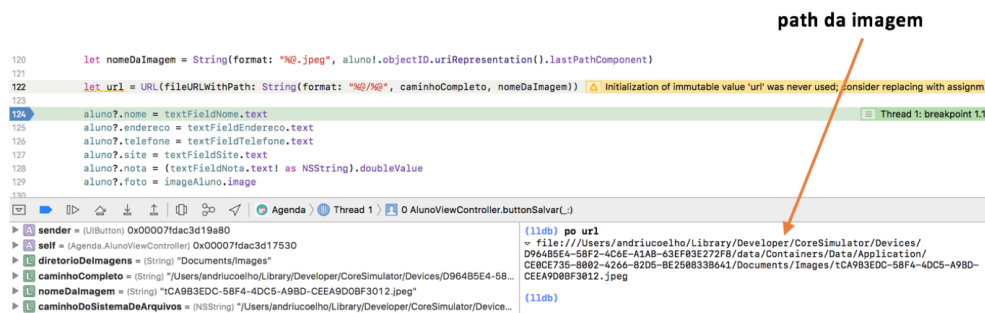 path da imagem
120 let nomeDaImagem = String(format: "%@.jpeg", aluno!.objectID.uriRepresentation().lastPathComponent)
121
122 let url = URL(fileURLWithPath: String(format: "%@/%@", caminhoCompleto, nomeDaImagem)) Initialization of immutable value 'url' was never used; consider replacing with assignm
123
124 aluno?.nome = textFieldNome.text Thread 1: breakpoint 1.1
125 aluno?.endereco = textFieldEndereco.text
126 aluno?.telefone = textFieldTelefone.text
127 aluno?.site = textFieldSite.text
128 aluno?.nota = (textFieldNota.text! as NSString).doubleValue
129 aluno?.foto = imageAluno.image
130
Agenda Thread 1 0 AlunoViewController.buttonSalvar(_:)
A sender = (UIButton) 0x00007fdac3d19a80
A self = (Agenda.AlunoViewController) 0x00007fdac3d17530
L diretorioDeImagens = (String) "Documents/Images"
L caminhoCompleto = (String) "/Users/andriucoelho/Library/Developer/CoreSimulator/Devices/D964B5E4-58...
L nomeDaImagem = (String) "tCA9B3EDC-58F4-4DC5-A9BD-CEEA9D0BF3012.jpeg"
L caminhoDoSistemaDeArquivos = (NSString) "/Users/andriucoelho/Library/Developer/CoreSimulator/Device...
(lldb) po url
file:///Users/andriucoelho/Library/Developer/CoreSimulator/Devices/
D964B5E4-58F2-4C6E-A1AB-63EF03E272F8/data/Containers/Data/Application/
CE0CE735-8002-4266-82D5-BE250833B641/Documents/Images/tCA9B3EDC-58F4-4DC5-A9BD-
CEEA9D0BF3012.jpeg
(lldb)